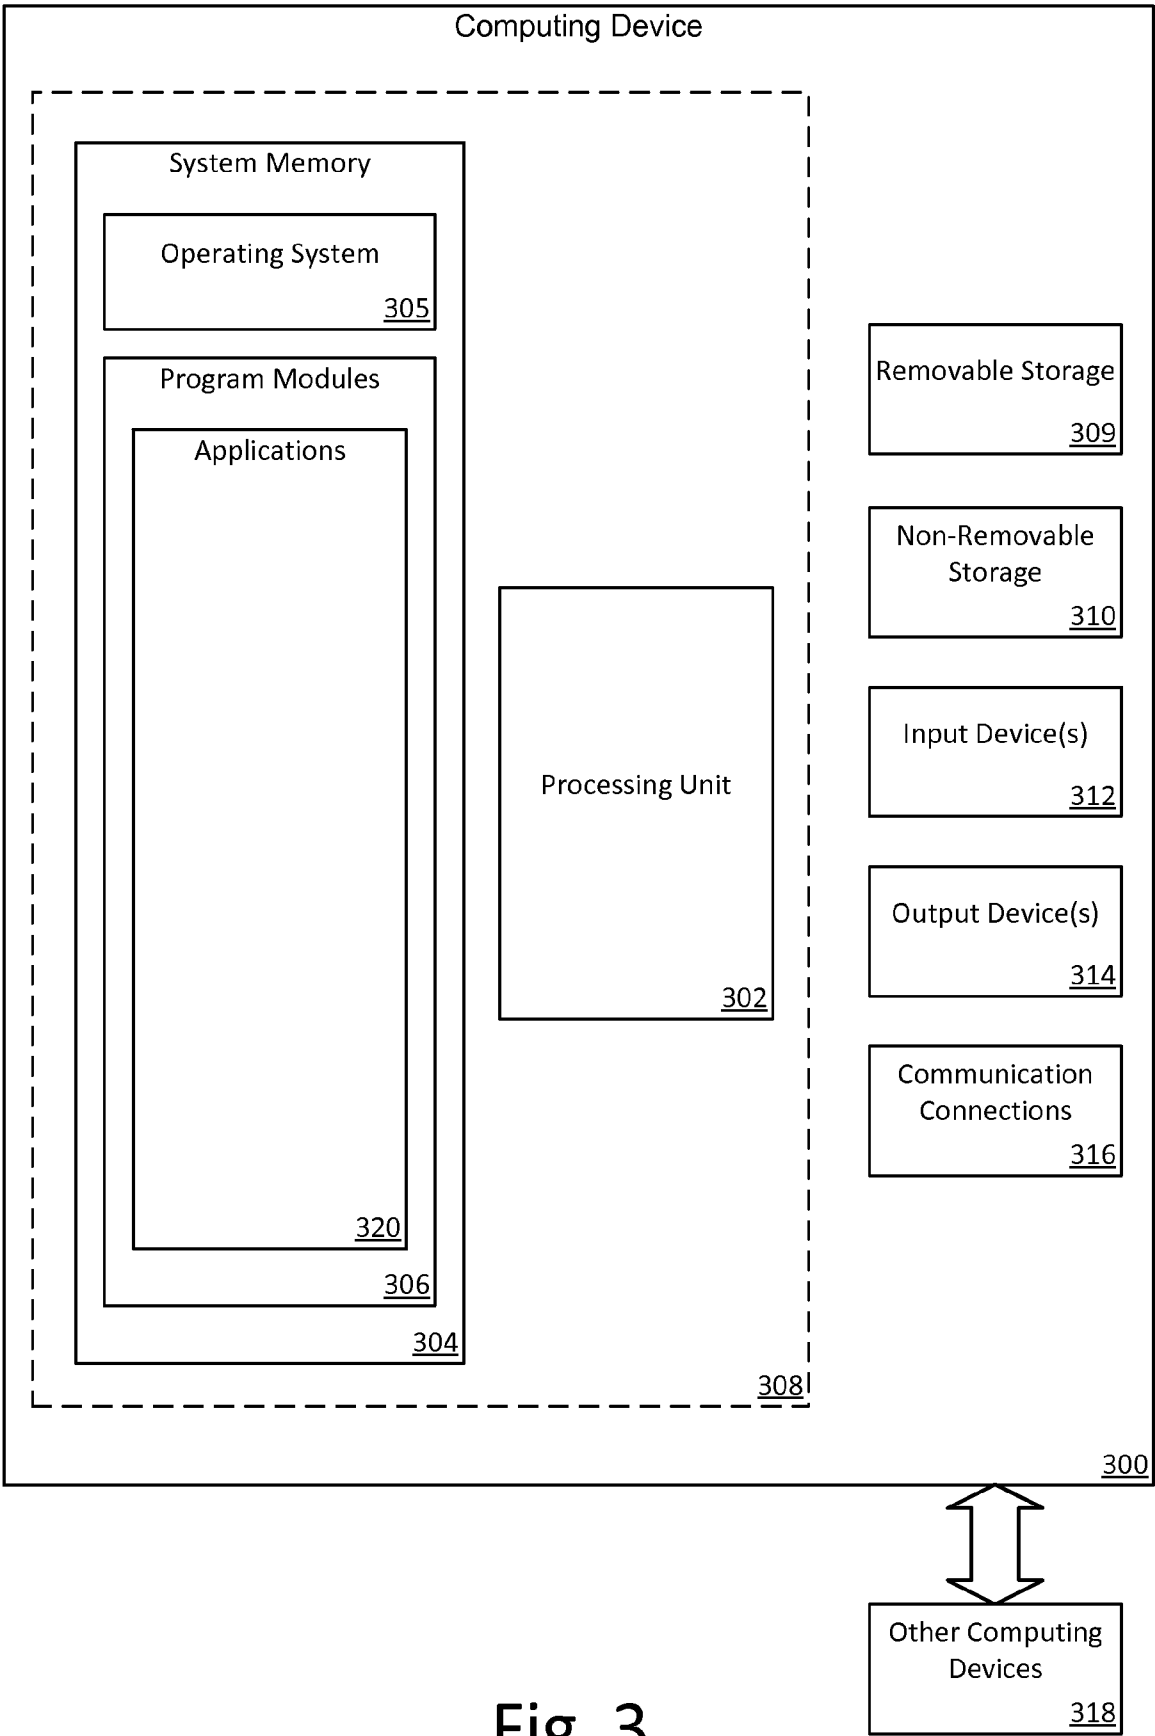 Computing Device
System Memory
Operating System
305
Program Modules
Applications
320
306
304
Processing Unit
302
308
Removable Storage
309
Non-Removable
Storage
310
Input Device(s)
312
Output Device(s)
314
Communication
Connections
316
300
Other Computing
Devices
318
Fig. 3